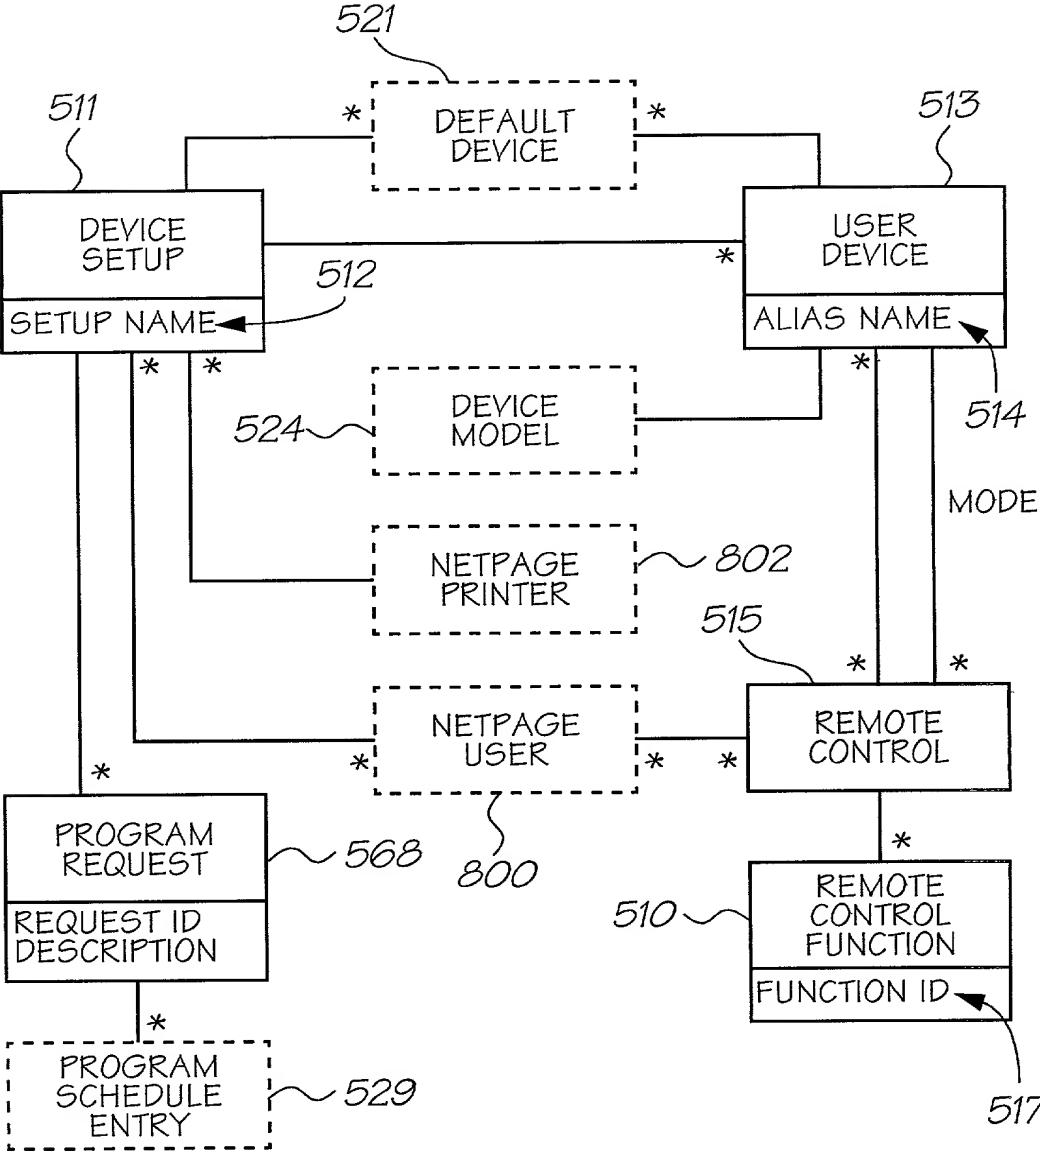 521
511
*
DEFAULT
DEVICE
*
513
DEVICE
SETUP
USER
DEVICE
*
512
SETUP NAME
ALIAS NAME
*
*
*
514
524
DEVICE
MODEL
MODE
NETPAGE
PRINTER
802
515
*
*
NETPAGE
USER
REMOTE
CONTROL
*
*
*
*
PROGRAM
REQUEST
568
800
*
REQUEST ID
DESCRIPTION
510
REMOTE
CONTROL
FUNCTION
FUNCTION ID
*
PROGRAM
SCHEDULE
ENTRY
529
517